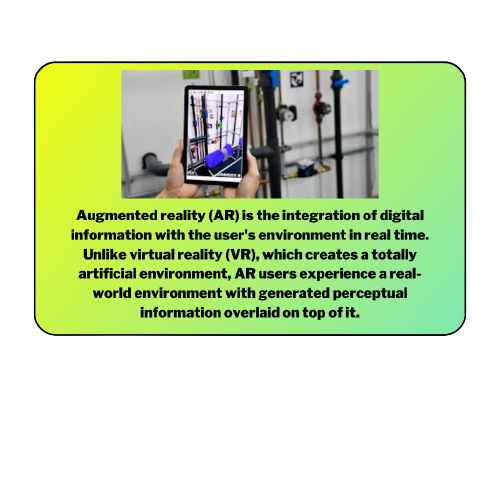 Augmented reality (AR) is the integration of digital
information with the user's environment in real time.
Unlike virtual reality (VR), which creates a totally
artificial environment, AR users experience a real-
world environment with generated perceptual
information overlaid on top of it.